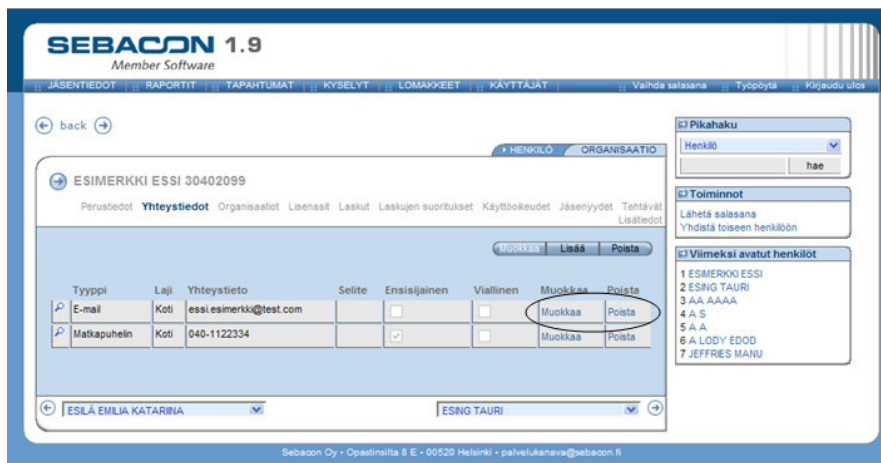 SEBACON 1.9
Member Software
JÄSENTIEDOT RAPORTIT TAPAHTUMAT KYSELYT LOMAKKEET KÄYTTÄJÄT Vaihda salasana Työpöytä Kirjaudu ulos
back
HENKILÖ ORGANISAATIO
ESIMERKKI ESSI 30402099
Perustiedot Yhteystiedot Organisaatiot Lisenssit Laskut Laskujen suoritukset Käyttöoikeudet Jäsenyydet Tehtävät
Lisätiedot
Muokkaa Lisää Poista
Tyyppi Laji Yhteystieto Selite Ensisijainen Viallinen Muokkaa Poista
E-mail Koti essi.esimerkki@test.com Muokkaa Poista
Matkapuhelin Koti 040-1122334 Muokkaa Poista
ESILÄ EMILIA KATARIINA ESING TAURI
Pikahaku
Henkilö
hae
Toiminnot
Lähetä salasana
Yhdistä toiseen henkilöön
Viimeksi avatut henkilöt
1 ESIMERKKI ESSI
2 ESING TAURI
3 AA AAAA
4 A S
5 A A
6 A LODY EDOD
7 JEFFRIES MANU
Sebacon Oy • Opastinsilta 8 E • 00520 Helsinki • palvelukanava@sebacon.fi